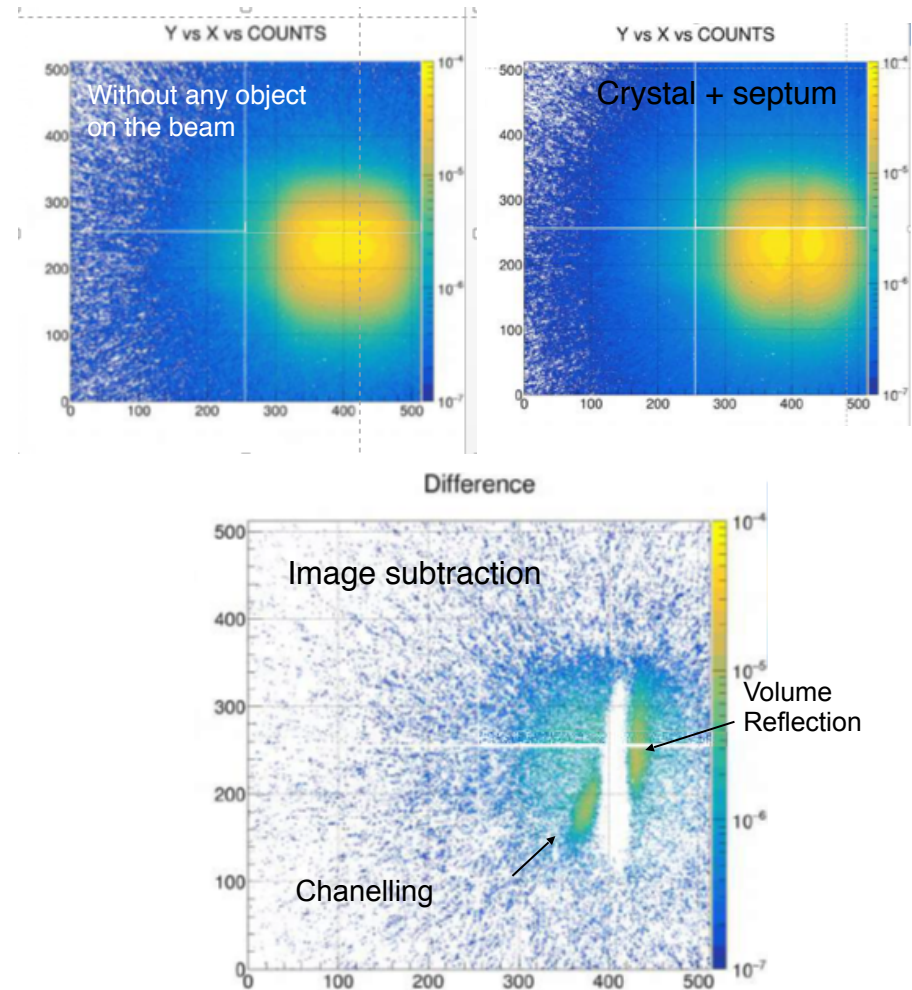 Y vs X vs COUNTS
Without any object
on the beam
500
400
300
200
100
0
0 100 200 300 400 500
10⁻⁴
10⁻⁵
10⁻⁶
10⁻⁷
Y vs X vs COUNTS
Crystal + septum
500
400
300
200
100
0
0 100 200 300 400 500
10⁻⁴
10⁻⁵
10⁻⁶
10⁻⁷
Difference
Image subtraction
500
400
300
200
100
0
0 100 200 300 400 500
10⁻⁴
10⁻⁵
10⁻⁶
10⁻⁷
Volume
Reflection
Chanelling